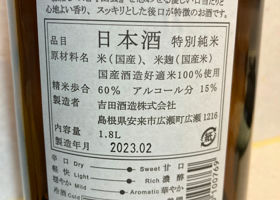 心地よい香り、スッキリとした後口が特徴のお酒です。
品目 日本酒 特別純米
原材料名 米(国産)、米麹(国産米)
国産酒造好適米100%使用
精米歩合 60% アルコール分 15%
製造者 吉田酒造株式会社
島根県安来市広瀬町広瀬1216
内容量 1.8L
製造年月 2023.02
辛口 Dry Sweet 甘口
軽快 Light Rich 濃醇
穏やか Mild Aromatic 華やか